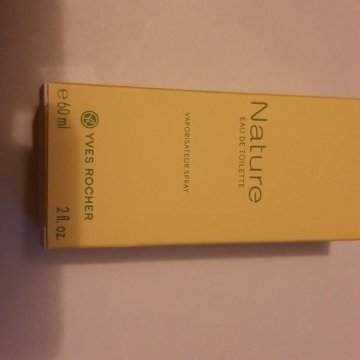 Nature
EAU DE TOILETTE
VAPORISATEUR SPRAY
YVES ROCHER
℮ 60 ml
2 fl. oz.